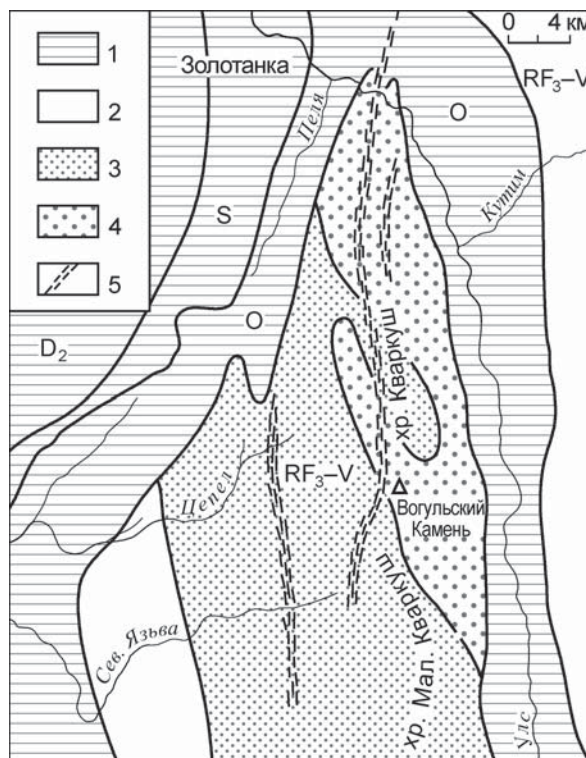 0 4 км
1
2
3
4
5
Золотанка
RF₃–V
O
Пеля
Кутим
S
O
D₂
хр. Кваркуш
RF₃–V
Цепел
Вогульский
Камень
Сев. Язьва
хр. Мал. Кваркуш
Улс